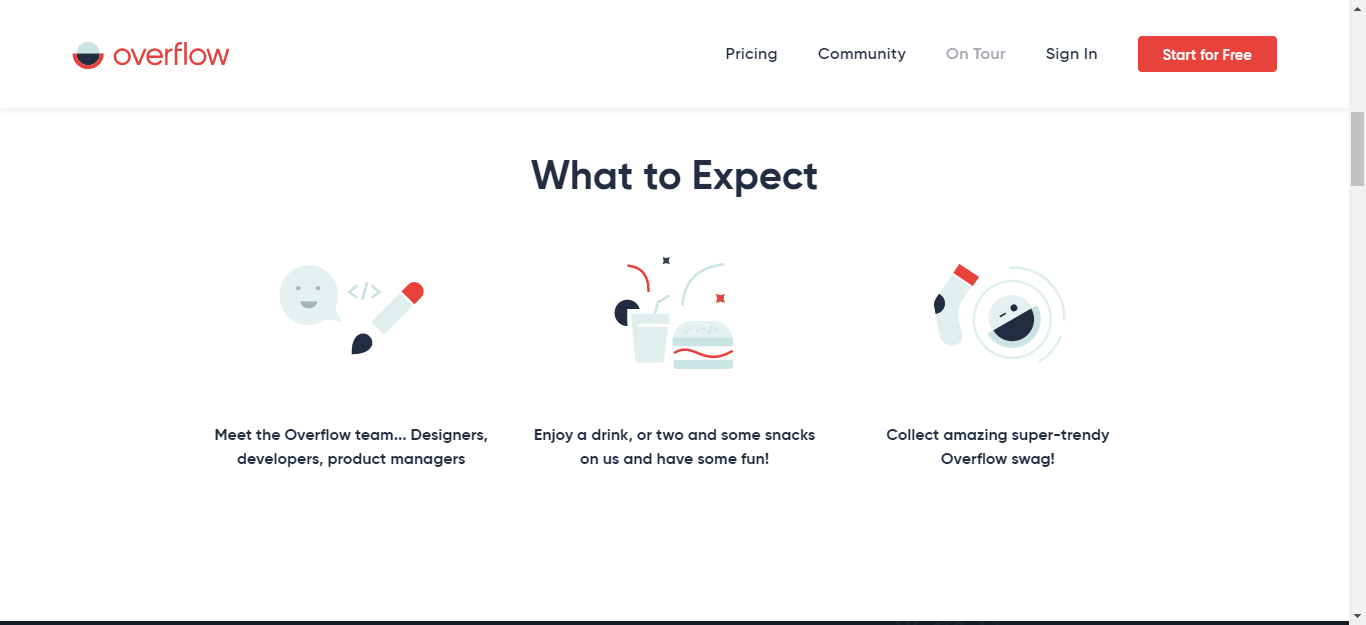 overflow
Pricing
Community
On Tour
Sign In
Start for Free
What to Expect
</>
Meet the Overflow team... Designers,
developers, product managers
Enjoy a drink, or two and some snacks
on us and have some fun!
Collect amazing super-trendy
Overflow swag!